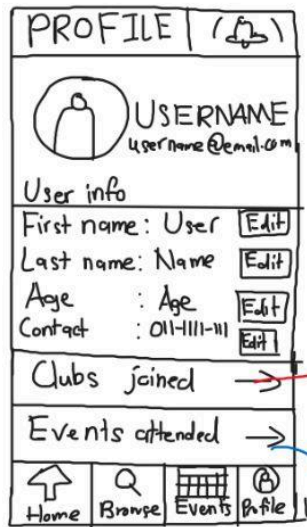 PROFILE
USERNAME
username@email.com
User info
First name : User Edit
Last name : Name Edit
Age : Age Edit
Contact : 011-1111-111 Edit
Clubs joined →
Events attended →
Home Browse Events Profile